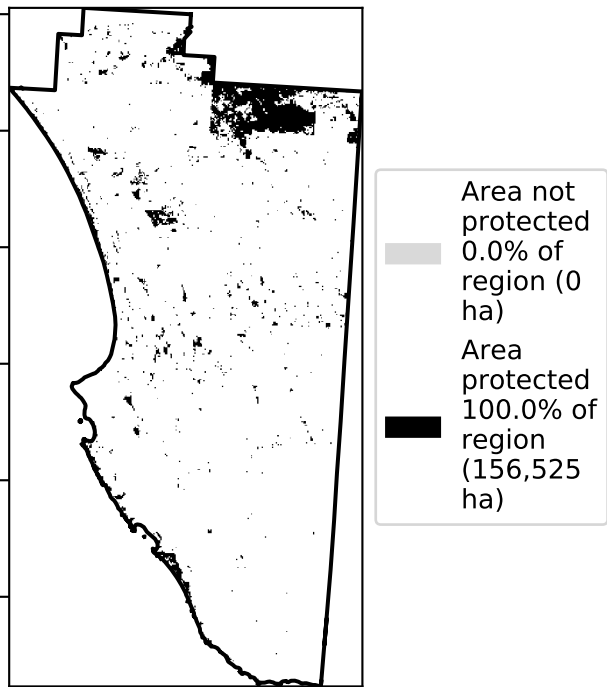 Area not
protected
0.0% of
region (0
ha)
Area
protected
100.0% of
region
(156,525
ha)